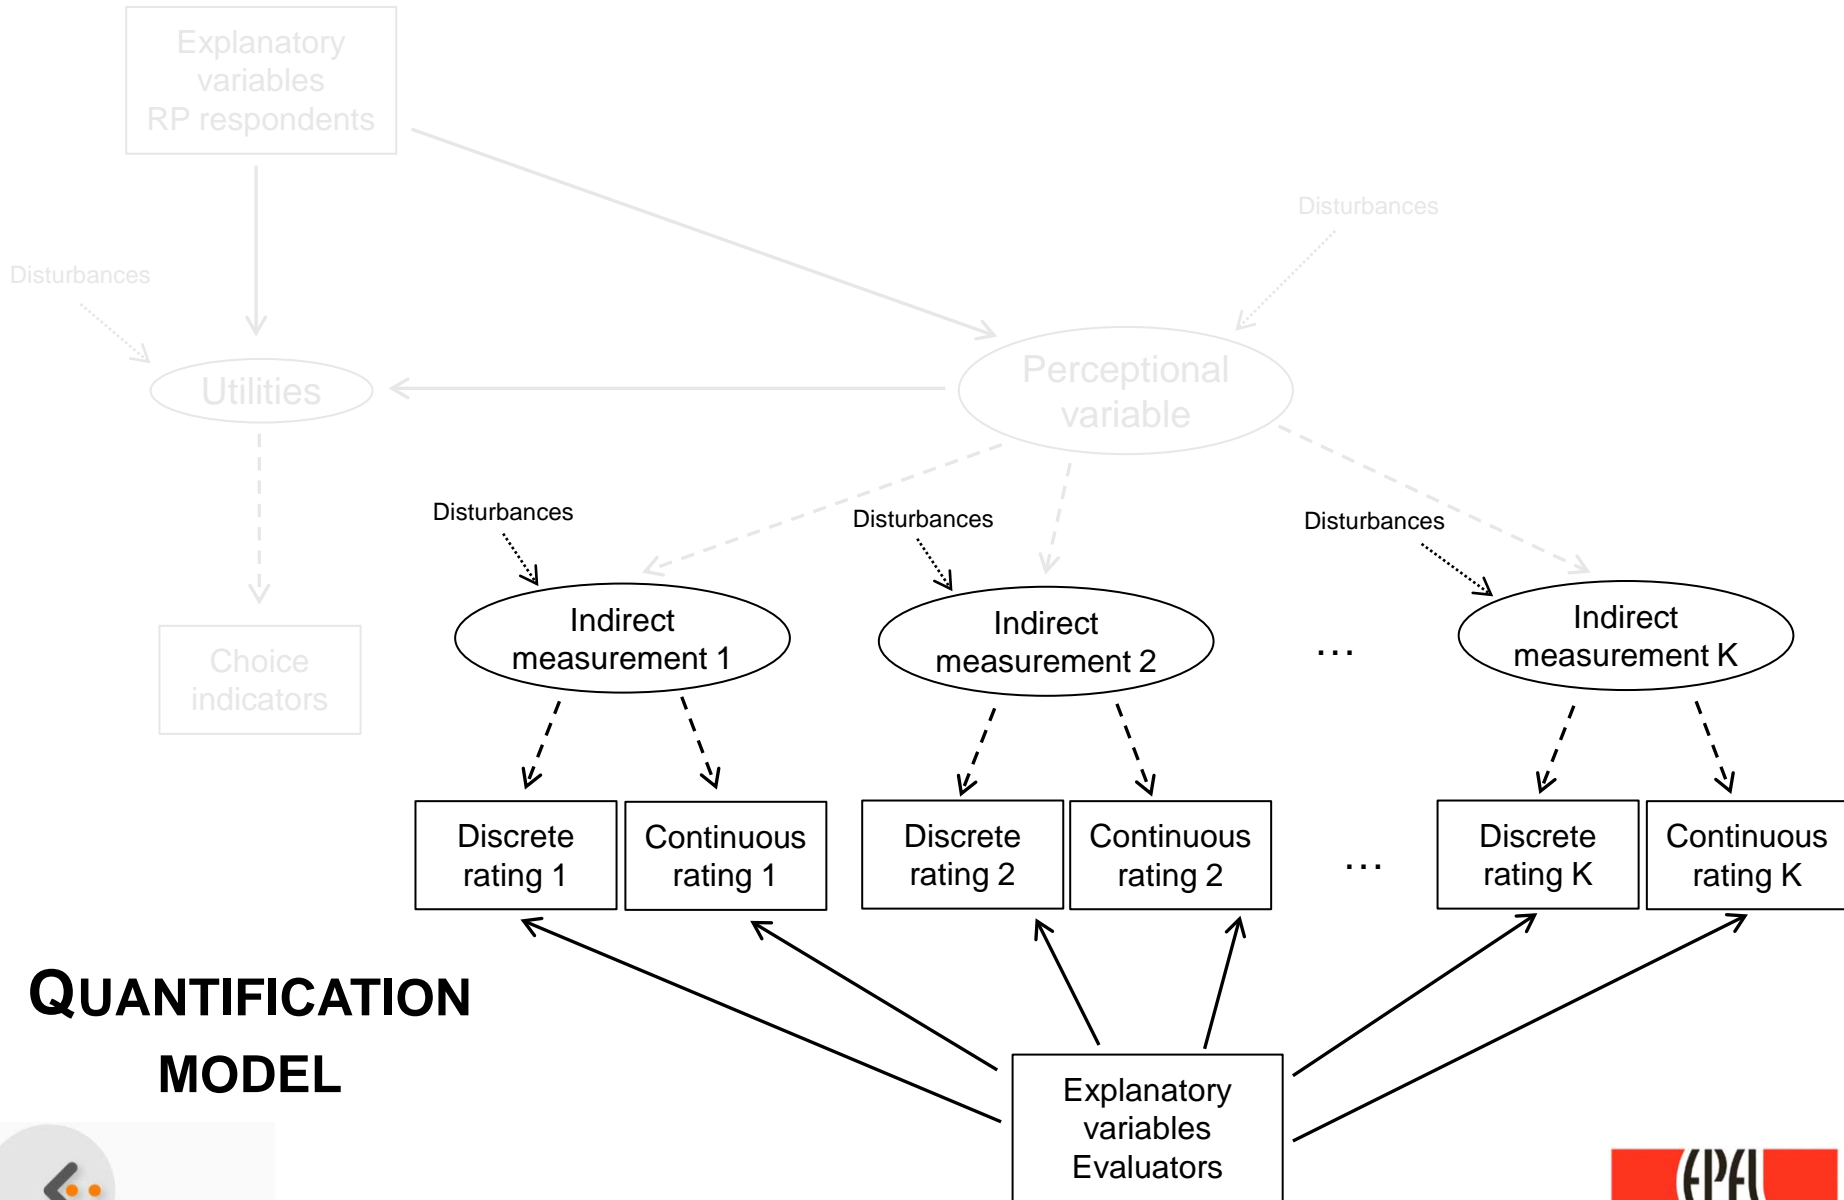 Explanatory
variables
RP respondents
Disturbances
Disturbances
Utilities
Perceptional
variable
Disturbances
Disturbances
Disturbances
Indirect
measurement 1
Indirect
measurement 2
...
Indirect
measurement K
Choice
indicators
Discrete
rating 1
Continuous
rating 1
Discrete
rating 2
Continuous
rating 2
...
Discrete
rating K
Continuous
rating K
QUANTIFICATION
MODEL
Explanatory
variables
Evaluators
EPFL